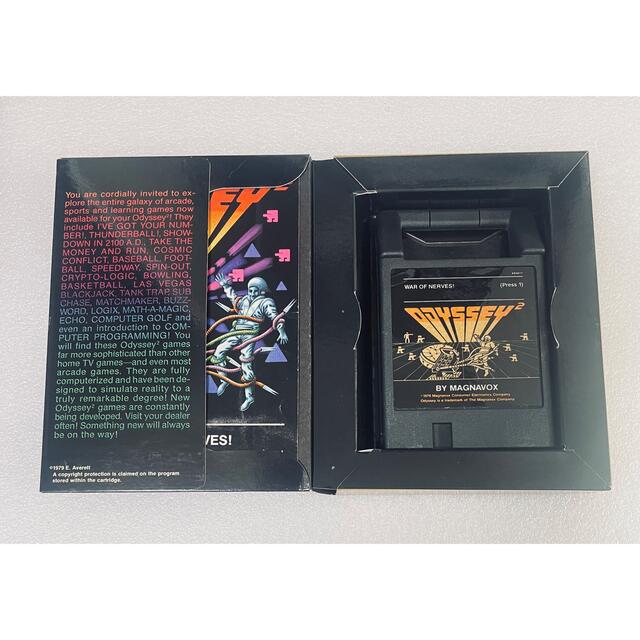 You are cordially invited to ex-
plore the entire galaxy of arcade,
sports and learning games now
available for your Odyssey²! They
include I'VE GOT YOUR NUM-
BER!, THUNDERBALL!, SHOW-
DOWN IN 2100 A.D., TAKE THE
MONEY AND RUN, COSMIC
CONFLICT, BASEBALL, FOOT-
BALL, SPEEDWAY, SPIN-OUT,
CRYPTO-LOGIC, BOWLING,
BASKETBALL, LAS VEGAS
BLACKJACK, TANK TRAP, SUB
CHASE, MATCHMAKER, BUZZ-
WORD, LOGIX, MATH-A-MAGIC,
ECHO, COMPUTER GOLF and
even an introduction to COM-
PUTER PROGRAMMING! You
will find these Odyssey² games
far more sophisticated than other
home TV games—and even most
arcade games. They are fully
computerized and have been de-
signed to simulate reality to a
truly remarkable degree! New
Odyssey² games are constantly
being developed. Visit your dealer
often! Something new will always
be on the way!
©1979 E. Averett
A copyright protection is claimed on the program
stored within the cartridge.
EY²
VES!
WAR OF NERVES! (Press 1)
ODYSSEY²
BY MAGNAVOX
©1979 Magnavox Consumer Electronics Company
Odyssey is a trademark of The Magnavox Company